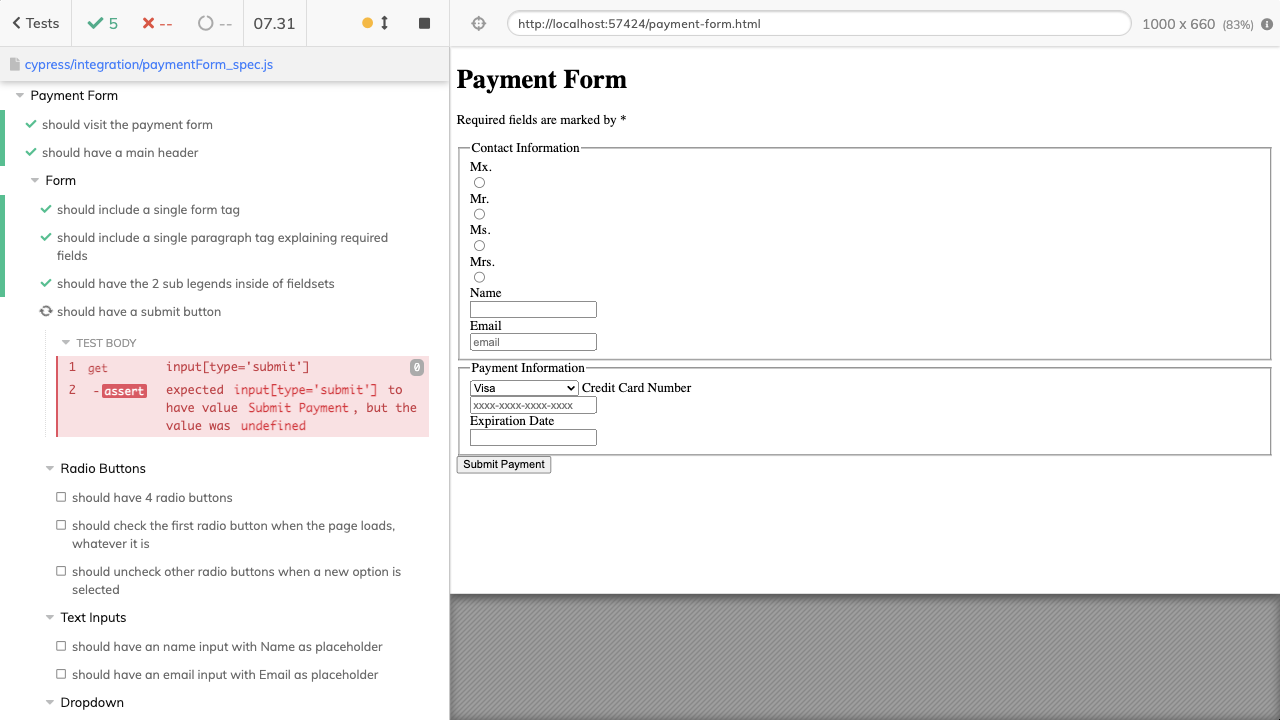 Tests
5
--
--
07.31
http://localhost:57424/payment-form.html
1000 x 660 (83%)
cypress/integration/paymentForm_spec.js
Payment Form
should visit the payment form
should have a main header
Form
should include a single form tag
should include a single paragraph tag explaining required
fields
should have the 2 sub legends inside of fieldsets
should have a submit button
TEST BODY
1 get input[type='submit'] 0
2 -assert expected input[type='submit'] to
have value Submit Payment, but the
value was undefined
Radio Buttons
should have 4 radio buttons
should check the first radio button when the page loads,
whatever it is
should uncheck other radio buttons when a new option is
selected
Text Inputs
should have an name input with Name as placeholder
should have an email input with Email as placeholder
Dropdown
Payment Form
Required fields are marked by *
Contact Information
Mx.
Mr.
Ms.
Mrs.
Name
Email
email
Payment Information
Visa Credit Card Number
xxxx-xxxx-xxxx-xxxx
Expiration Date
Submit Payment